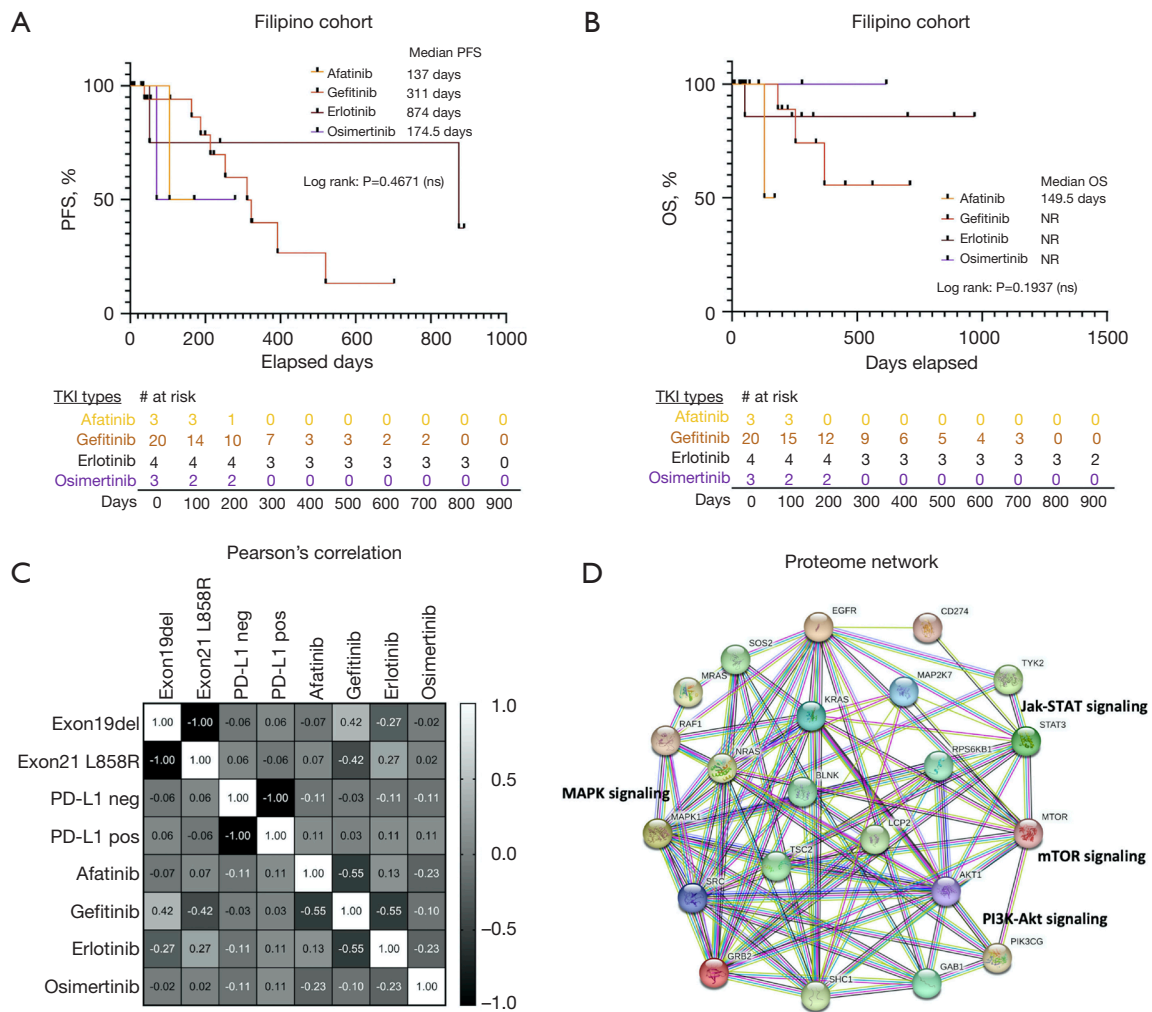 A
Filipino cohort
Median PFS
Afatinib 137 days
Gefitinib 311 days
Erlotinib 874 days
Osimertinib 174.5 days
Log rank: P=0.4671 (ns)
PFS, %
100
50
0
0 200 400 600 800 1000
Elapsed days
TKI types # at risk
Afatinib 3 3 1 0 0 0 0 0 0 0
Gefitinib 20 14 10 7 3 3 2 2 0 0
Erlotinib 4 4 4 3 3 3 3 3 3 0
Osimertinib 3 2 2 0 0 0 0 0 0 0
Days 0 100 200 300 400 500 600 700 800 900
B
Filipino cohort
OS, %
100
50
0
Median OS
Afatinib 149.5 days
Gefitinib NR
Erlotinib NR
Osimertinib NR
Log rank: P=0.1937 (ns)
0 500 1000 1500
Days elapsed
TKI types # at risk
Afatinib 3 3 0 0 0 0 0 0 0 0
Gefitinib 20 15 12 9 6 5 4 3 0 0
Erlotinib 4 4 4 3 3 3 3 3 3 2
Osimertinib 3 2 2 0 0 0 0 0 0 0
Days 0 100 200 300 400 500 600 700 800 900
C
Pearson's correlation
Exon19del
Exon21 L858R
PD-L1 neg
PD-L1 pos
Afatinib
Gefitinib
Erlotinib
Osimertinib
Exon19del 1.00 -1.00 -0.06 0.06 -0.07 0.42 -0.27 -0.02
Exon21 L858R -1.00 1.00 0.06 -0.06 0.07 -0.42 0.27 0.02
PD-L1 neg -0.06 0.06 1.00 -1.00 -0.11 -0.03 -0.11 -0.11
PD-L1 pos 0.06 -0.06 -1.00 1.00 0.11 0.03 0.11 0.11
Afatinib -0.07 0.07 -0.11 0.11 1.00 -0.55 0.13 -0.23
Gefitinib 0.42 -0.42 -0.03 0.03 -0.55 1.00 -0.55 -0.10
Erlotinib -0.27 0.27 -0.11 0.11 0.13 -0.55 1.00 -0.23
Osimertinib -0.02 0.02 -0.11 0.11 -0.23 -0.10 -0.23 1.00
1.0
0.5
0.0
−0.5
−1.0
D
Proteome network
EGFR
CD274
SOS2
TYK2
MRAS
MAP2K7
KRAS
Jak-STAT signaling
RAF1
STAT3
NRAS
RPS6KB1
BLNK
MAPK signaling
MAPK1
LCP2
MTOR
TSC2
mTOR signaling
SRC
AKT1
PI3K-Akt signaling
PIK3CG
GRB2
SHC1
GAB1